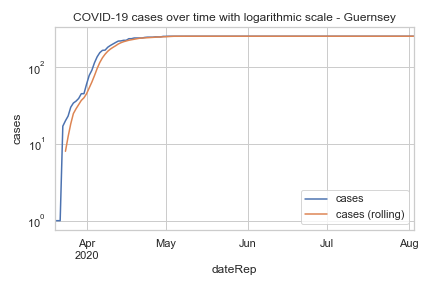 COVID-19 cases over time with logarithmic scale - Guernsey
cases
10²
10¹
10⁰
cases
cases (rolling)
Apr
2020
May
Jun
Jul
Aug
dateRep